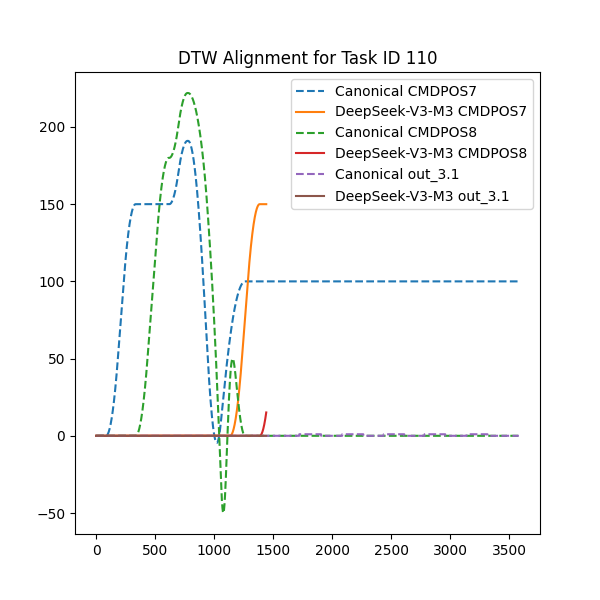 DTW Alignment for Task ID 110
Canonical CMDPOS7
DeepSeek-V3-M3 CMDPOS7
Canonical CMDPOS8
DeepSeek-V3-M3 CMDPOS8
Canonical out_3.1
DeepSeek-V3-M3 out_3.1
200
150
100
50
0
−50
0 500 1000 1500 2000 2500 3000 3500